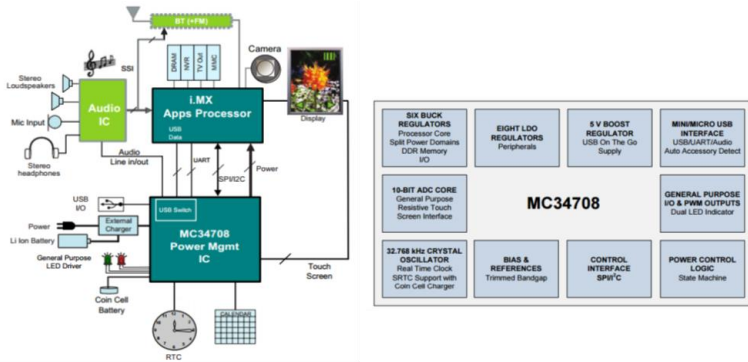 BT (+FM)
SSI
Camera
DRAM
NVR
TV Out
MMC
Stereo
Loudspeakers
Audio
IC
i.MX
Apps Processor
Display
Mic Input
USB
Data
Stereo
headphones
Audio
Line in/out
UART
SPI/I2C
Power
USB
I/O
USB Switch
Power
External
Charger
MC34708
Power Mgmt
IC
Li Ion Battery
General Purpose
LED Driver
Touch
Screen
Coin Cell
Battery
CALENDAR
RTC
SIX BUCK
REGULATORS
Processor Core
Split Power Domains
DDR Memory
I/O
EIGHT LDO
REGULATORS
Peripherals
5 V BOOST
REGULATOR
USB On The Go
Supply
MINI/MICRO USB
INTERFACE
USB/UART/Audio
Auto Accessory Detect
10-BIT ADC CORE
General Purpose
Resistive Touch
Screen Interface
MC34708
GENERAL PURPOSE
I/O & PWM OUTPUTS
Dual LED Indicator
32.768 kHz CRYSTAL
OSCILLATOR
Real Time Clock
SRTC Support with
Coin Cell Charger
BIAS &
REFERENCES
Trimmed Bandgap
CONTROL
INTERFACE
SPI/I²C
POWER CONTROL
LOGIC
State Machine